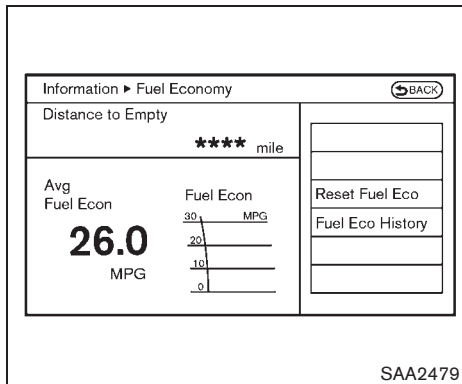 Information ▶ Fuel Economy
BACK
Distance to Empty
**** mile
Avg
Fuel Econ
26.0
MPG
Fuel Econ
30 MPG
20
10
0
Reset Fuel Eco
Fuel Eco History
SAA2479